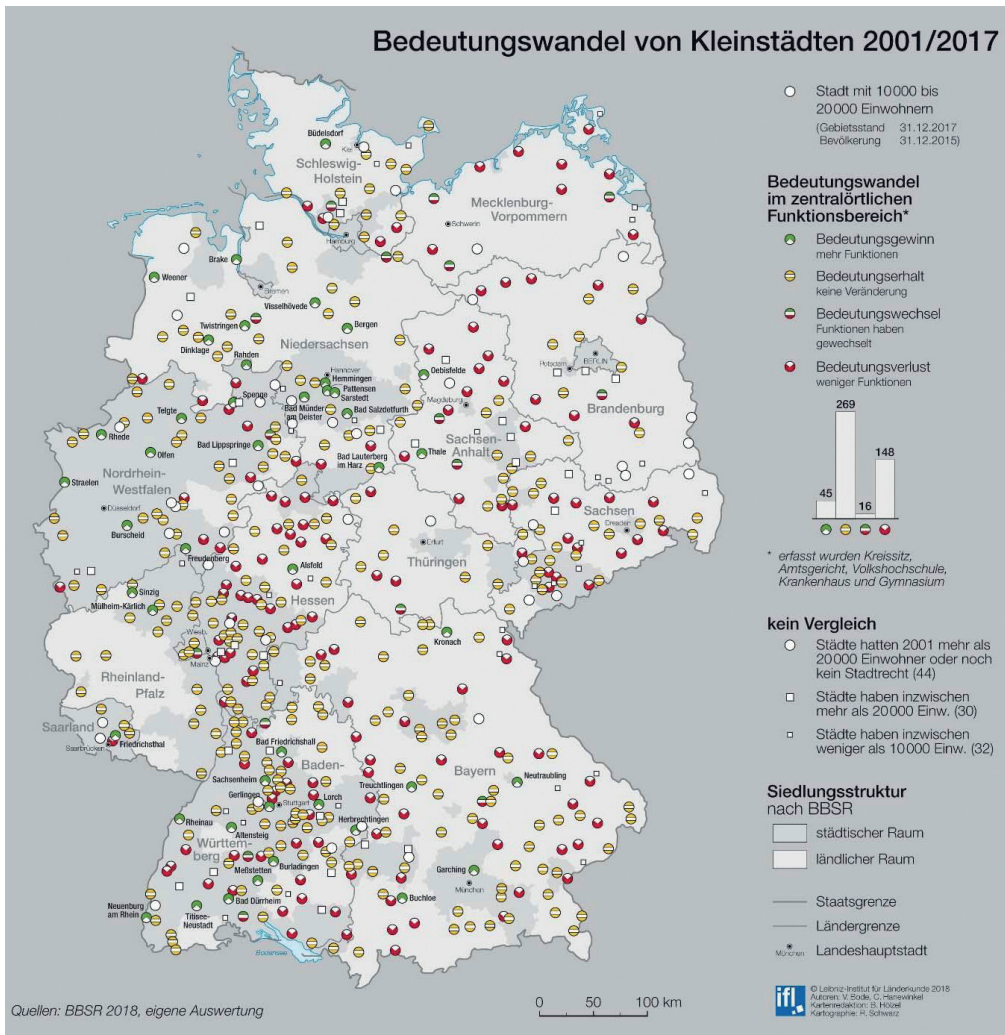 Bedeutungswandel von Kleinstädten 2001/2017
Stadt mit 10000 bis
20000 Einwohnern
(Gebietsstand 31.12.2017
Bevölkerung 31.12.2015)
Bedeutungswandel
im zentralörtlichen
Funktionsbereich*
Bedeutungsgewinn
mehr Funktionen
Bedeutungserhalt
keine Veränderung
Bedeutungswechsel
Funktionen haben
gewechselt
Bedeutungsverlust
weniger Funktionen
269
148
45
16
* erfasst wurden Kreissitz,
Amtsgericht, Volkshochschule,
Krankenhaus und Gymnasium
kein Vergleich
Städte hatten 2001 mehr als
20000 Einwohner oder noch
kein Stadtrecht (44)
Städte haben inzwischen
mehr als 20000 Einw. (30)
Städte haben inzwischen
weniger als 10000 Einw. (32)
Siedlungsstruktur
nach BBSR
städtischer Raum
ländlicher Raum
Staatsgrenze
Ländergrenze
München
Landeshauptstadt
ifl
© Leibniz-Institut für Länderkunde 2018
Autoren: V. Bode, C. Hanewinkel
Kartenredaktion: B. Hölzel
Kartographie: R. Schwarz
Büdelsdorf
Kiel
Schleswig-
Holstein
Mecklenburg-
Vorpommern
Schwerin
Hamburg
Brake
Weener
Bremen
Visselhövede
Twistringen
Bergen
Dinklage
Niedersachsen
Rahden
Hannover
Hemmingen
Pattensen
Sarstedt
Oebisfelde
Potsdam
BERLIN
Magdeburg
Brandenburg
Spenge
Telgte
Bad Münder
am Deister
Bad Salzdetfurth
Rhede
Bad Lippspringe
Olfen
Bad Lauterberg
im Harz
Thale
Sachsen-
Anhalt
Nordrhein-
Westfalen
Straelen
Düsseldorf
Burscheid
Sachsen
Dresden
Erfurt
Thüringen
Freudenberg
Alsfeld
Sinzig
Hessen
Mülheim-Kärlich
Kronach
Wiesb.
Mainz
Rheinland-
Pfalz
Saarland
Saarbrücken
Friedrichsthal
Bad Friedrichshall
Baden-
Bayern
Neutraubling
Treuchtlingen
Sachsenheim
Gerlingen
Stuttgart
Lorch
Rheinau
Herbrechtingen
Altensteig
Württem-
berg
Burladingen
Meßstetten
Garching
München
Neuenburg
am Rhein
Titisee-
Neustadt
Bad Dürrheim
Buchloe
Bodensee
Quellen: BBSR 2018, eigene Auswertung
0 50 100 km